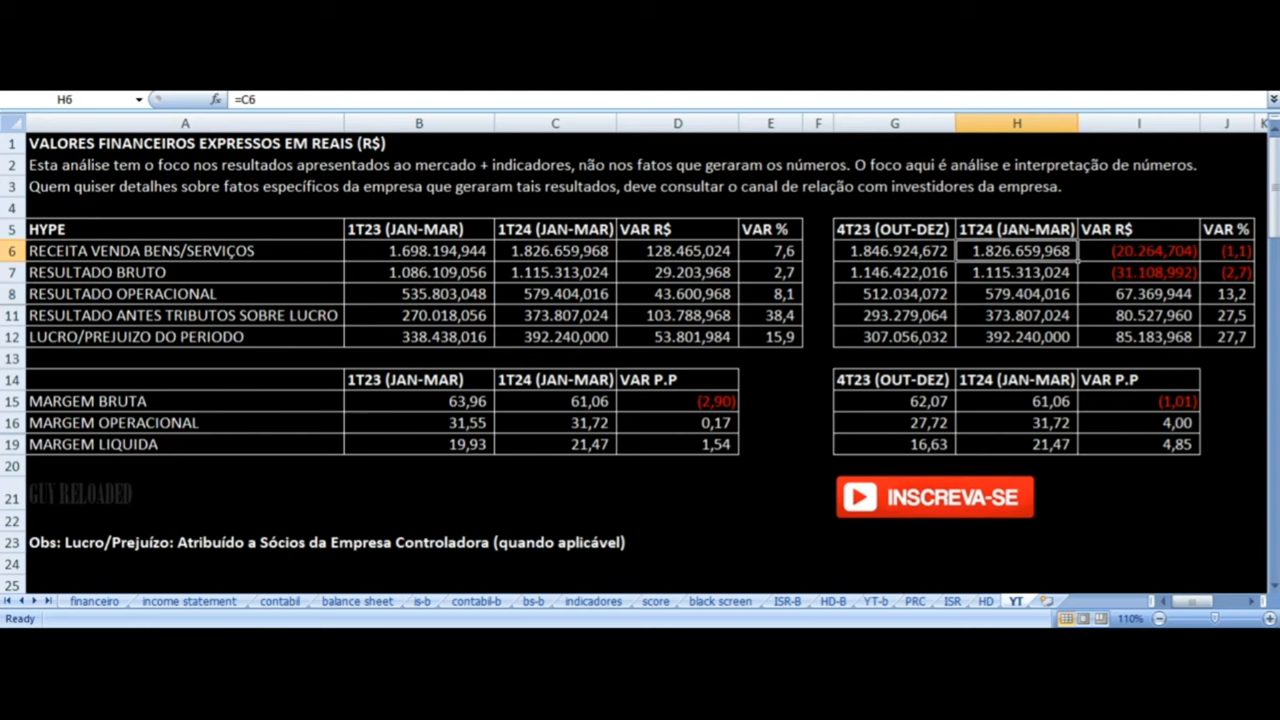 H6 fx =C6
A B C D E F G H I J K
1 VALORES FINANCEIROS EXPRESSOS EM REAIS (R$)
2 Esta análise tem o foco nos resultados apresentados ao mercado + indicadores, não nos fatos que geraram os números. O foco aqui é análise e interpretação de números.
3 Quem quiser detalhes sobre fatos específicos da empresa que geraram tais resultados, deve consultar o canal de relação com investidores da empresa.
4
5 HYPE 1T23 (JAN-MAR) 1T24 (JAN-MAR) VAR R$ VAR % 4T23 (OUT-DEZ) 1T24 (JAN-MAR) VAR R$ VAR %
6 RECEITA VENDA BENS/SERVIÇOS 1.698.194,944 1.826.659,968 128.465,024 7,6 1.846.924,672 1.826.659,968 (20.264,704) (1,1)
7 RESULTADO BRUTO 1.086.109,056 1.115.313,024 29.203,968 2,7 1.146.422,016 1.115.313,024 (31.108,992) (2,7)
8 RESULTADO OPERACIONAL 535.803,048 579.404,016 43.600,968 8,1 512.034,072 579.404,016 67.369,944 13,2
11 RESULTADO ANTES TRIBUTOS SOBRE LUCRO 270.018,056 373.807,024 103.788,968 38,4 293.279,064 373.807,024 80.527,960 27,5
12 LUCRO/PREJUIZO DO PERIODO 338.438,016 392.240,000 53.801,984 15,9 307.056,032 392.240,000 85.183,968 27,7
13
14 1T23 (JAN-MAR) 1T24 (JAN-MAR) VAR P.P 4T23 (OUT-DEZ) 1T24 (JAN-MAR) VAR P.P
15 MARGEM BRUTA 63,96 61,06 (2,90) 62,07 61,06 (1,01)
16 MARGEM OPERACIONAL 31,55 31,72 0,17 27,72 31,72 4,00
19 MARGEM LIQUIDA 19,93 21,47 1,54 16,63 21,47 4,85
20
21 GUY RELOADED INSCREVA-SE
22
23 Obs: Lucro/Prejuízo: Atribuído a Sócios da Empresa Controladora (quando aplicável)
24
25
financeiro income statement contabil balance sheet is-b contabil-b bs-b indicadores score black screen ISR-B HD-B YT-b PRC ISR HD YT
Ready 110%